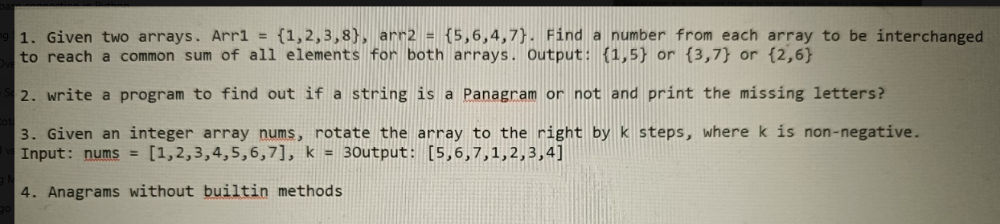 1. Given two arrays. Arr1 = {1,2,3,8}, arr2 = {5,6,4,7}. Find a number from each array to be interchanged
to reach a common sum of all elements for both arrays. Output: {1,5} or {3,7} or {2,6}
2. write a program to find out if a string is a Panagram or not and print the missing letters?
3. Given an integer array nums, rotate the array to the right by k steps, where k is non-negative.
Input: nums = [1,2,3,4,5,6,7], k = 3Output: [5,6,7,1,2,3,4]
4. Anagrams without builtin methods